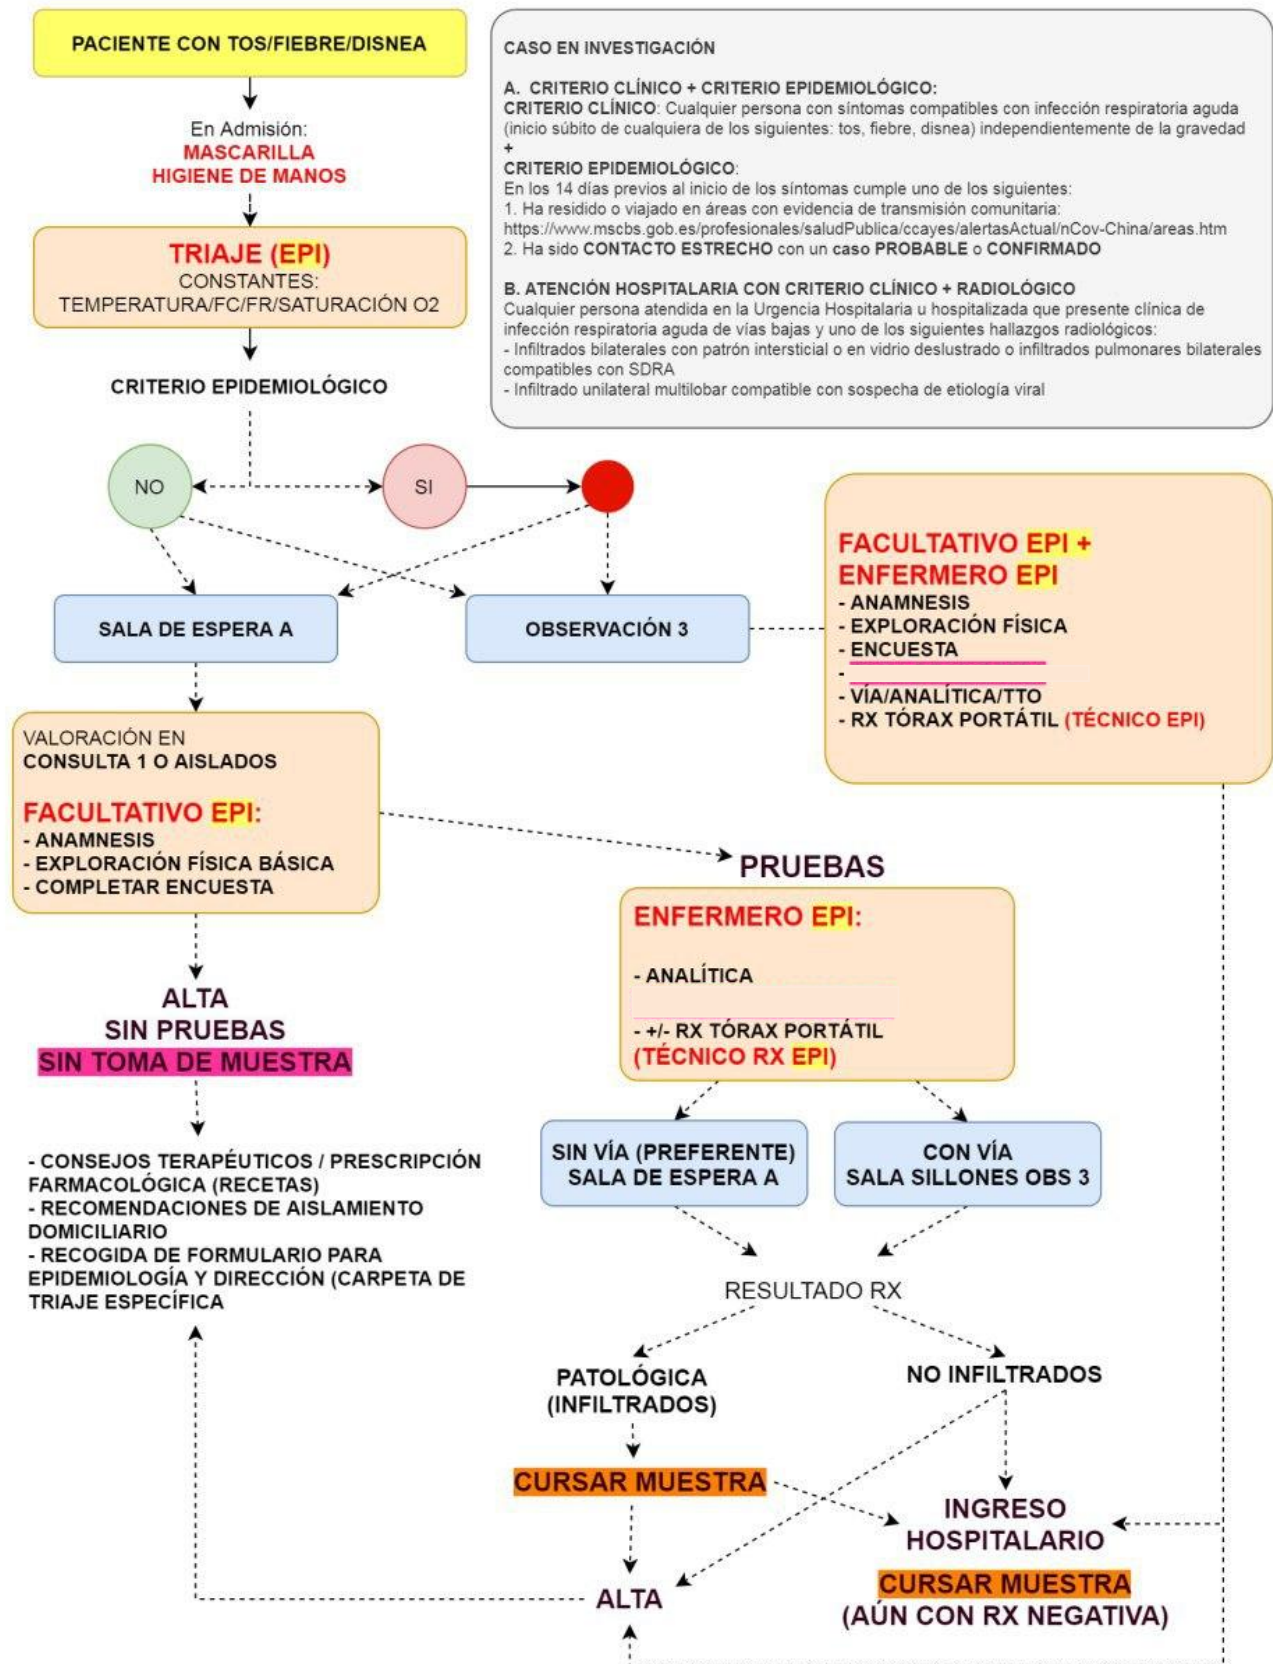 PACIENTE CON TOS/FIEBRE/DISNEA
En Admisión:
MASCARILLA
HIGIENE DE MANOS
TRIAJE (EPI)
CONSTANTES:
TEMPERATURA/FC/FR/SATURACIÓN O2
CRITERIO EPIDEMIOLÓGICO
CASO EN INVESTIGACIÓN
A. CRITERIO CLÍNICO + CRITERIO EPIDEMIOLÓGICO:
CRITERIO CLÍNICO: Cualquier persona con síntomas compatibles con infección respiratoria aguda
(inicio súbito de cualquiera de los siguientes: tos, fiebre, disnea) independientemente de la gravedad
+
CRITERIO EPIDEMIOLÓGICO:
En los 14 días previos al inicio de los síntomas cumple uno de los siguientes:
1. Ha residido o viajado en áreas con evidencia de transmisión comunitaria:
https://www.mscbs.gob.es/profesionales/saludPublica/ccayes/alertasActual/nCov-China/areas.htm
2. Ha sido CONTACTO ESTRECHO con un caso PROBABLE o CONFIRMADO
B. ATENCIÓN HOSPITALARIA CON CRITERIO CLÍNICO + RADIOLÓGICO
Cualquier persona atendida en la Urgencia Hospitalaria u hospitalizada que presente clínica de
infección respiratoria aguda de vías bajas y uno de los siguientes hallazgos radiológicos:
- Infiltrados bilaterales con patrón intersticial o en vidrio deslustrado o infiltrados pulmonares bilaterales
compatibles con SDRA
- Infiltrado unilateral multilobar compatible con sospecha de etiología viral
NO
SI
SALA DE ESPERA A
OBSERVACIÓN 3
FACULTATIVO EPI +
ENFERMERO EPI
- ANAMNESIS
- EXPLORACIÓN FÍSICA
- ENCUESTA
-
- VÍA/ANALÍTICA/TTO
- RX TÓRAX PORTÁTIL (TÉCNICO EPI)
VALORACIÓN EN
CONSULTA 1 O AISLADOS
FACULTATIVO EPI:
- ANAMNESIS
- EXPLORACIÓN FÍSICA BÁSICA
- COMPLETAR ENCUESTA
PRUEBAS
ENFERMERO EPI:
- ANALÍTICA
- +/- RX TÓRAX PORTÁTIL
(TÉCNICO RX EPI)
ALTA
SIN PRUEBAS
SIN TOMA DE MUESTRA
- CONSEJOS TERAPÉUTICOS / PRESCRIPCIÓN
FARMACOLÓGICA (RECETAS)
- RECOMENDACIONES DE AISLAMIENTO
DOMICILIARIO
- RECOGIDA DE FORMULARIO PARA
EPIDEMIOLOGÍA Y DIRECCIÓN (CARPETA DE
TRIAJE ESPECÍFICA
SIN VÍA (PREFERENTE)
SALA DE ESPERA A
CON VÍA
SALA SILLONES OBS 3
RESULTADO RX
PATOLÓGICA
(INFILTRADOS)
NO INFILTRADOS
CURSAR MUESTRA
INGRESO
HOSPITALARIO
CURSAR MUESTRA
(AÚN CON RX NEGATIVA)
ALTA